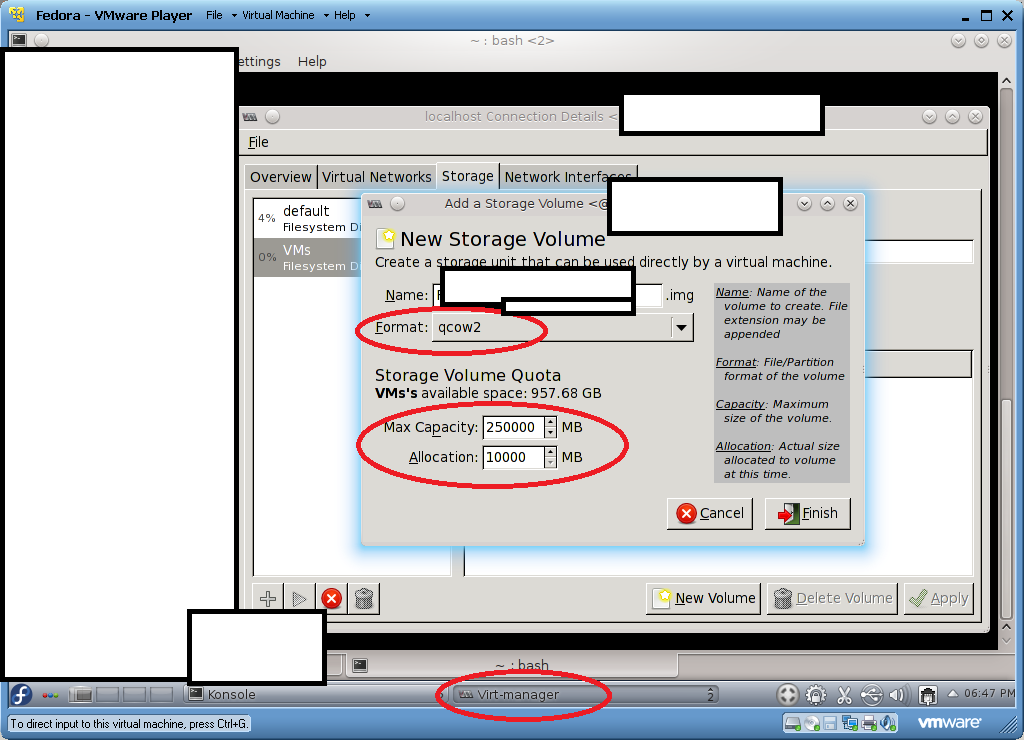 Fedora - VMware Player File Virtual Machine Help
~ : bash <2>
ettings Help
localhost Connection Details <
File
Overview Virtual Networks Storage Network Interfaces
4% default
Filesystem Di
0% VMs
Filesystem Di
Add a Storage Volume <@
New Storage Volume
Create a storage unit that can be used directly by a virtual machine.
Name: .img
Format: qcow2
Storage Volume Quota
VMs's available space: 957.68 GB
Max Capacity: 250000 MB
Allocation: 10000 MB
Name: Name of the
volume to create. File
extension may be
appended
Format: File/Partition
format of the volume
Capacity: Maximum
size of the volume.
Allocation: Actual size
allocated to volume
at this time.
Cancel Finish
New Volume Delete Volume Apply
~ : bash
Konsole Virt-manager 2 06:47 PM
To direct input to this virtual machine, press Ctrl+G. vmware